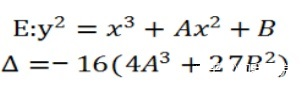 E:y² = x³ + Ax² + B
Δ =− 16(4A³ + 27B²)